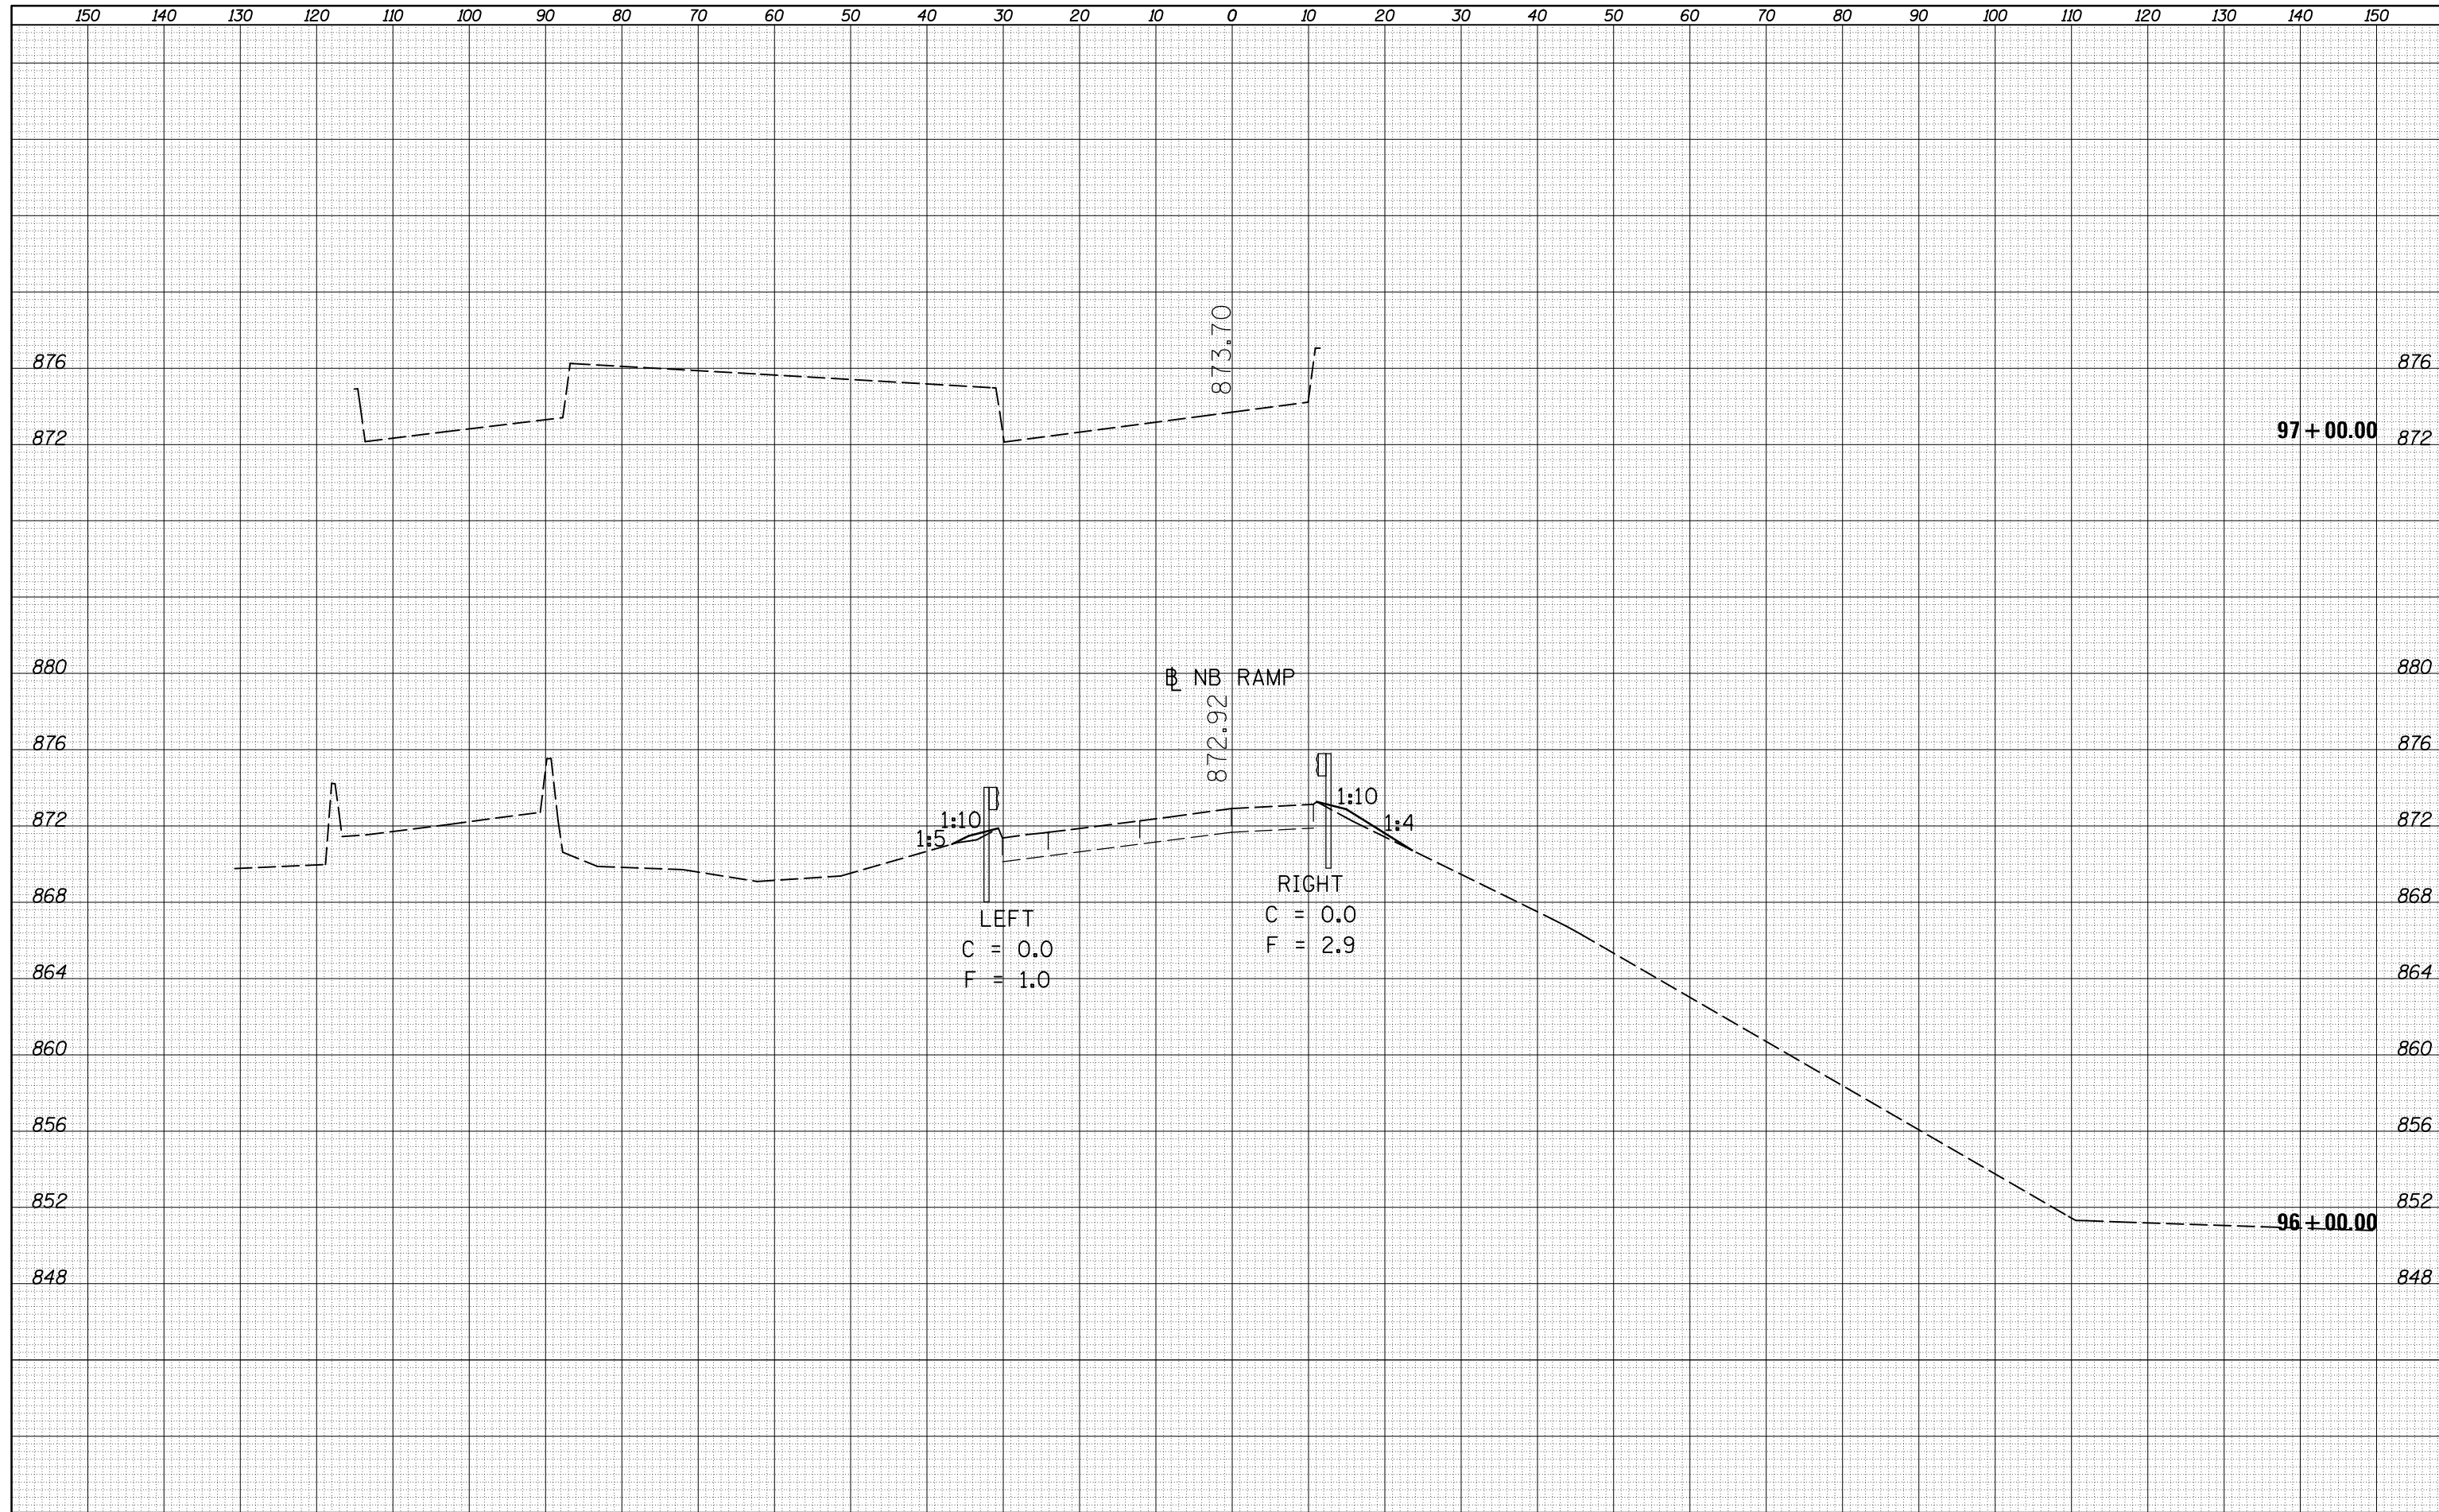 150 140 130 120 110 100 90 80 70 60 50 40 30 20 10 0 10 20 30 40 50 60 70 80 90 100 110 120 130 140 150
873.70
876 876
872 97+00.00 872
880 880
℄ NB RAMP
872.92
876 876
1:10
872 1:10 1:4 872
1:5
RIGHT
868 868
LEFT C = 0.0
C = 0.0 F = 2.9
864 F = 1.0 864
860 860
856 856
852 852
96+00.00
848 848